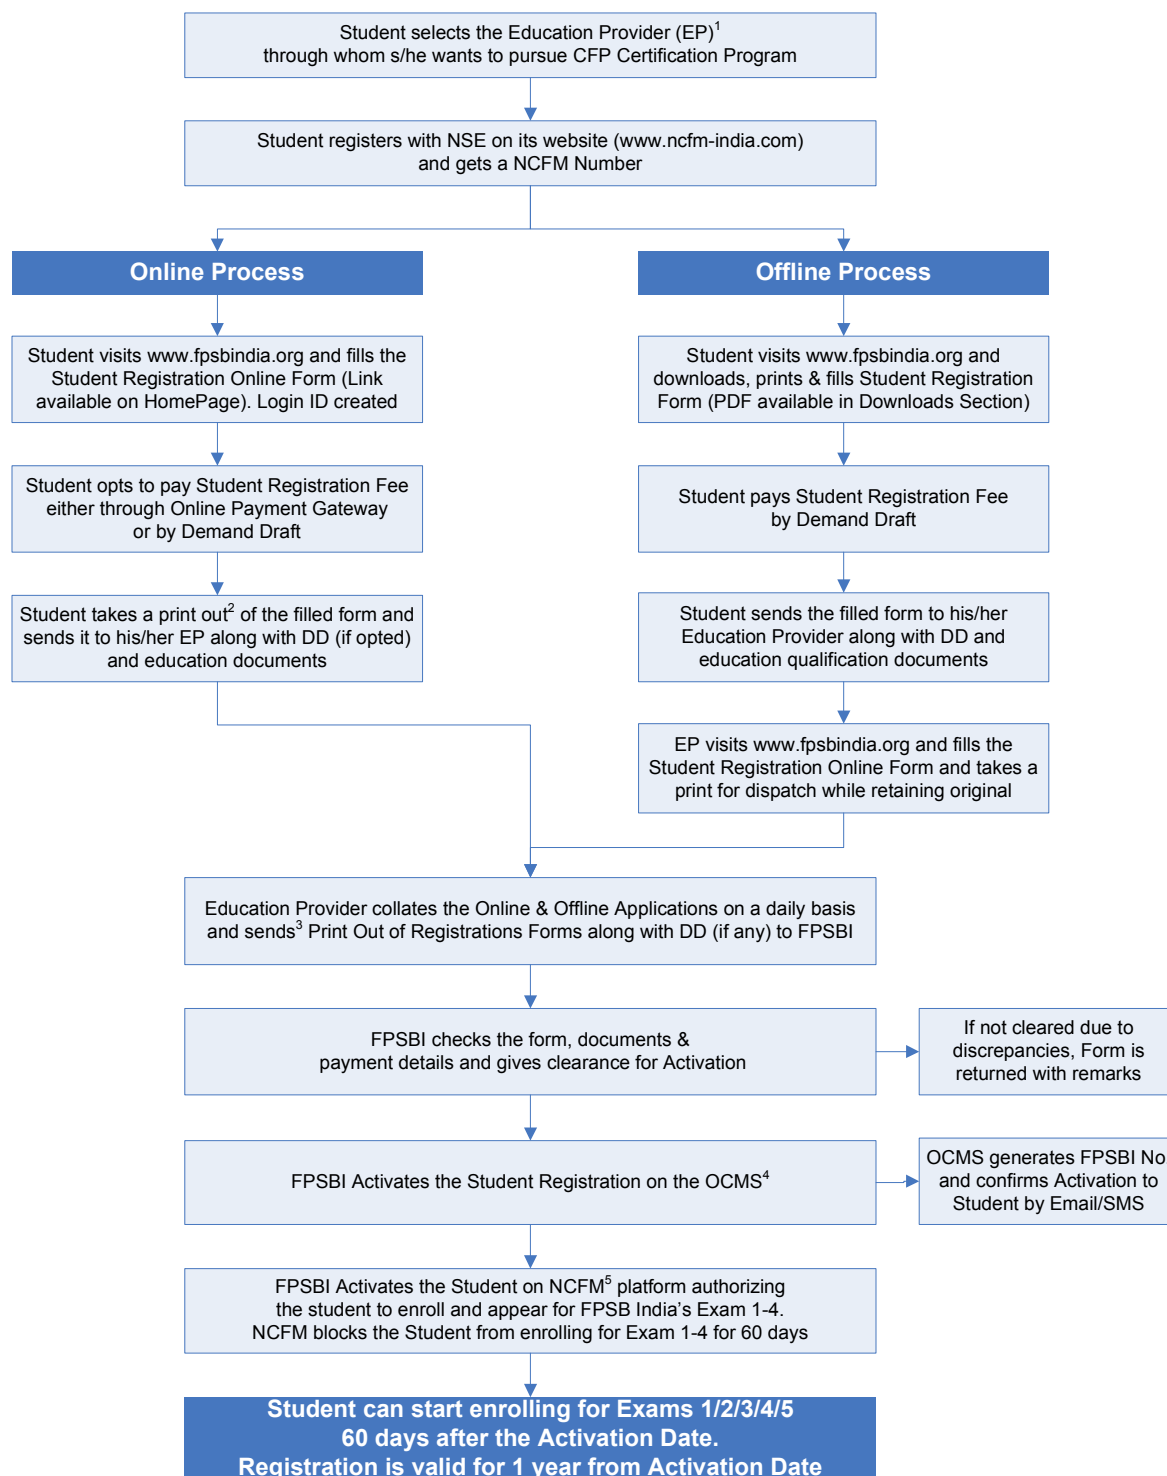 Student selects the Education Provider (EP)1
through whom s/he wants to pursue CFP Certification Program
Student registers with NSE on its website (www.ncfm-india.com)
and gets a NCFM Number
Online Process
Student visits www.fpsbindia.org and fills the
Student Registration Online Form (Link
available on HomePage). Login ID created
Student opts to pay Student Registration Fee
either through Online Payment Gateway
or by Demand Draft
Student takes a print out2 of the filled form and
sends it to his/her EP along with DD (if opted)
and education documents
Offline Process
Student visits www.fpsbindia.org and
downloads, prints & fills Student Registration
Form (PDF available in Downloads Section)
Student pays Student Registration Fee
by Demand Draft
Student sends the filled form to his/her
Education Provider along with DD and
education qualification documents
EP visits www.fpsbindia.org and fills the
Student Registration Online Form and takes a
print for dispatch while retaining original
Education Provider collates the Online & Offline Applications on a daily basis
and sends3 Print Out of Registrations Forms along with DD (if any) to FPSBI
FPSBI checks the form, documents &
payment details and gives clearance for Activation
If not cleared due to
discrepancies, Form is
returned with remarks
FPSBI Activates the Student Registration on the OCMS4
OCMS generates FPSBI No
and confirms Activation to
Student by Email/SMS
FPSBI Activates the Student on NCFM5 platform authorizing
the student to enroll and appear for FPSB India's Exam 1-4.
NCFM blocks the Student from enrolling for Exam 1-4 for 60 days
Student can start enrolling for Exams 1/2/3/4/5
60 days after the Activation Date.
Registration is valid for 1 year from Activation Date